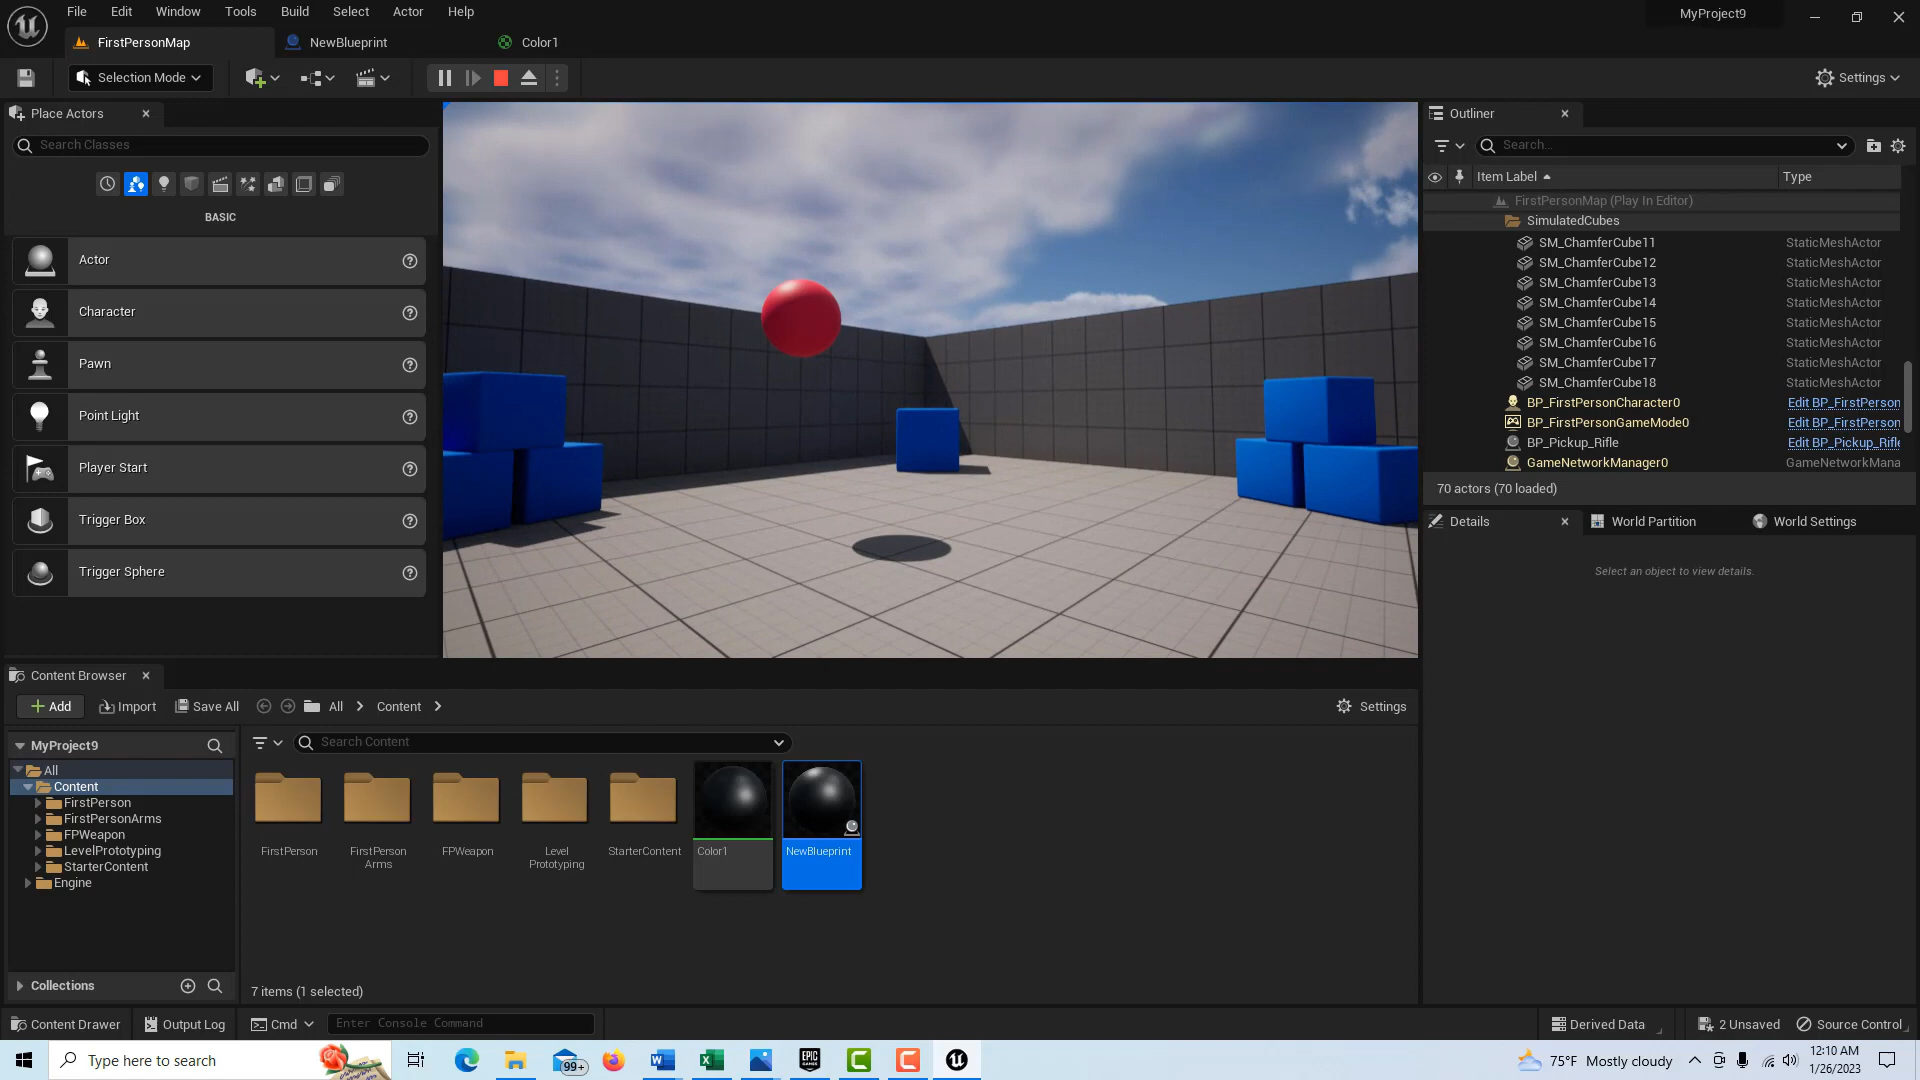 File Edit Window Tools Build Select Actor Help
MyProject9
FirstPersonMap
NewBlueprint
Color1
Selection Mode
Settings
Place Actors
Search Classes
BASIC
Actor
Character
Pawn
Point Light
Player Start
Trigger Box
Trigger Sphere
Outliner
Search...
Item Label Type
FirstPersonMap (Play In Editor)
SimulatedCubes
SM_ChamferCube11 StaticMeshActor
SM_ChamferCube12 StaticMeshActor
SM_ChamferCube13 StaticMeshActor
SM_ChamferCube14 StaticMeshActor
SM_ChamferCube15 StaticMeshActor
SM_ChamferCube16 StaticMeshActor
SM_ChamferCube17 StaticMeshActor
SM_ChamferCube18 StaticMeshActor
BP_FirstPersonCharacter0 Edit BP_FirstPerson
BP_FirstPersonGameMode0 Edit BP_FirstPerson
BP_Pickup_Rifle Edit BP_Pickup_Rifle
GameNetworkManager0 GameNetworkMana
70 actors (70 loaded)
Details
World Partition
World Settings
Select an object to view details.
Content Browser
Add
Import
Save All
All
Content
Settings
MyProject9
All
Content
FirstPerson
FirstPersonArms
FPWeapon
LevelPrototyping
StarterContent
Engine
Collections
Search Content
FirstPerson
FirstPerson
Arms
FPWeapon
Level
Prototyping
StarterContent
Color1
NewBlueprint
7 items (1 selected)
Content Drawer
Output Log
Cmd
Enter Console Command
Derived Data
2 Unsaved
Source Control
Type here to search
99+
EPIC
GAMES
75°F Mostly cloudy
12:10 AM
1/26/2023